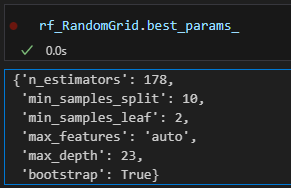 rf_RandomGrid.best_params_
0.0s
{'n_estimators': 178,
'min_samples_split': 10,
'min_samples_leaf': 2,
'max_features': 'auto',
'max_depth': 23,
'bootstrap': True}